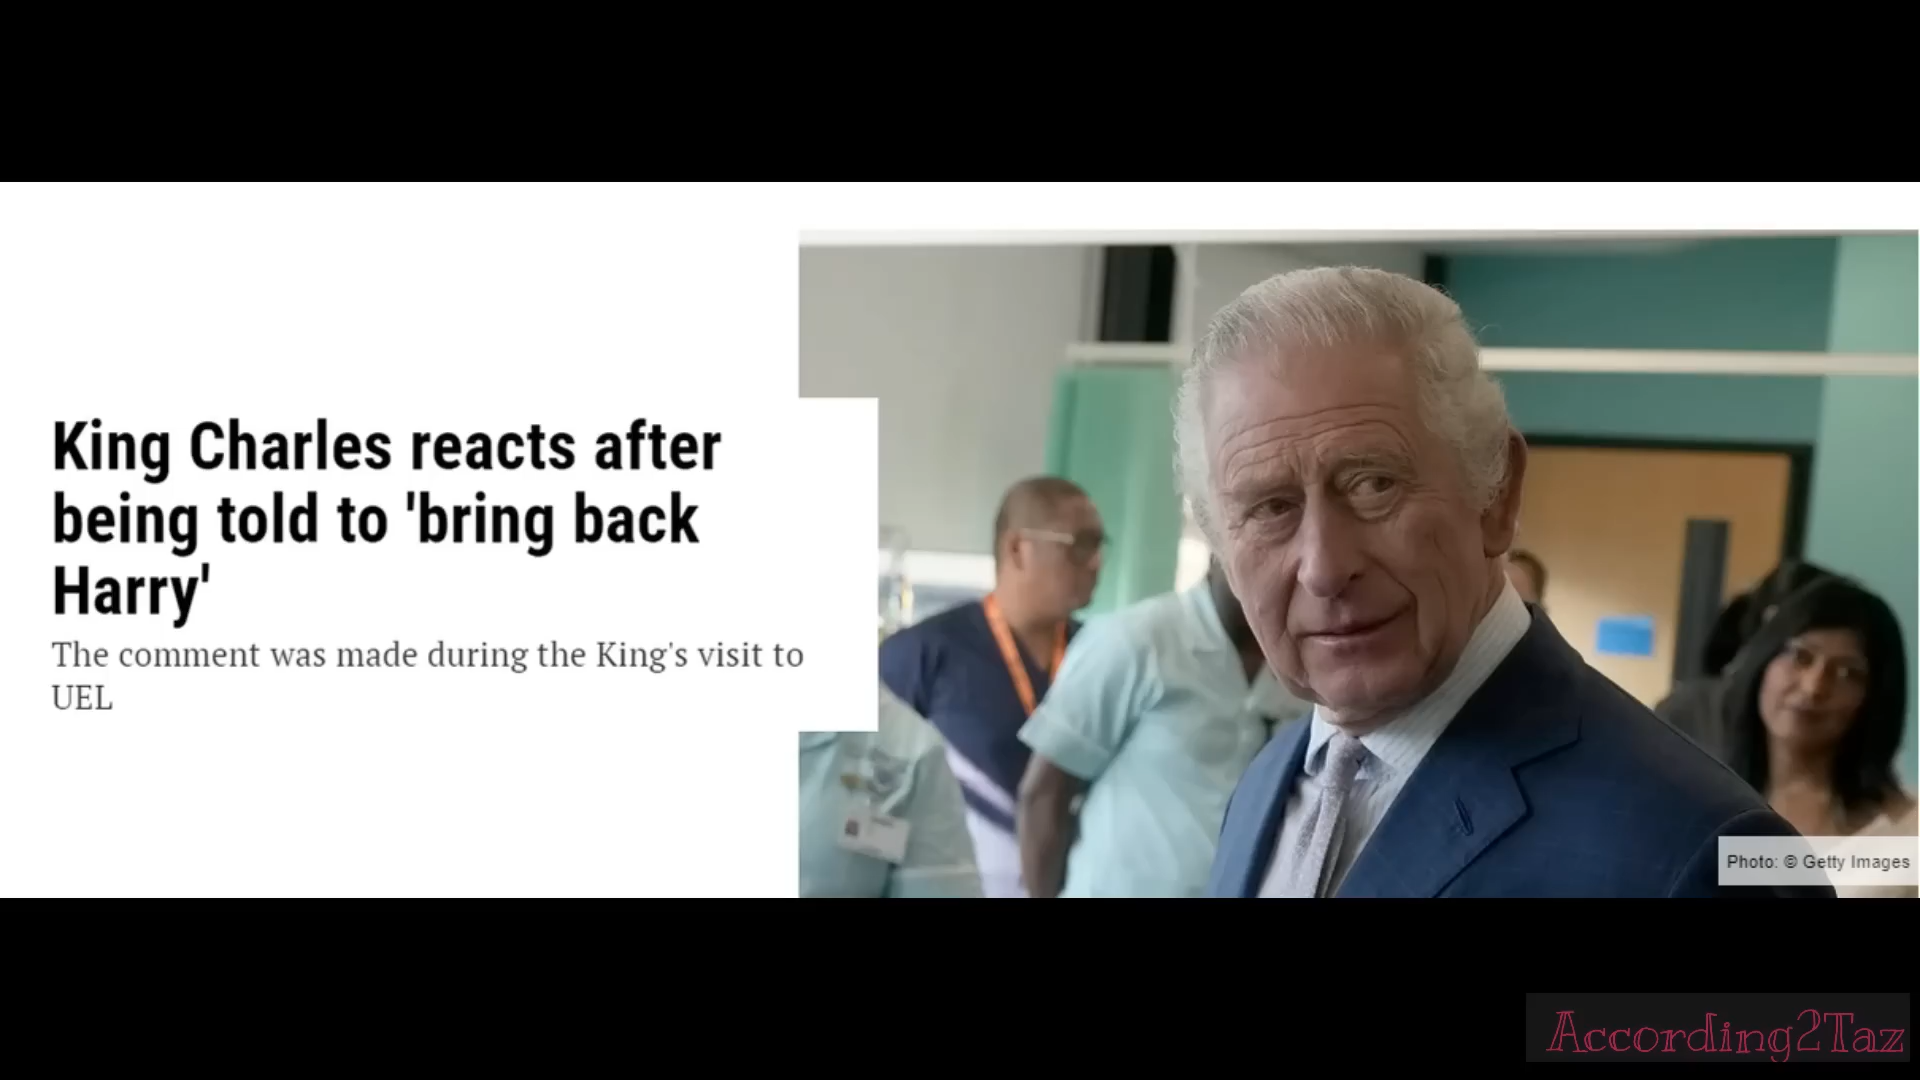 King Charles reacts after
being told to 'bring back
Harry'
The comment was made during the King's visit to
UEL
Photo: © Getty Images
According2Taz